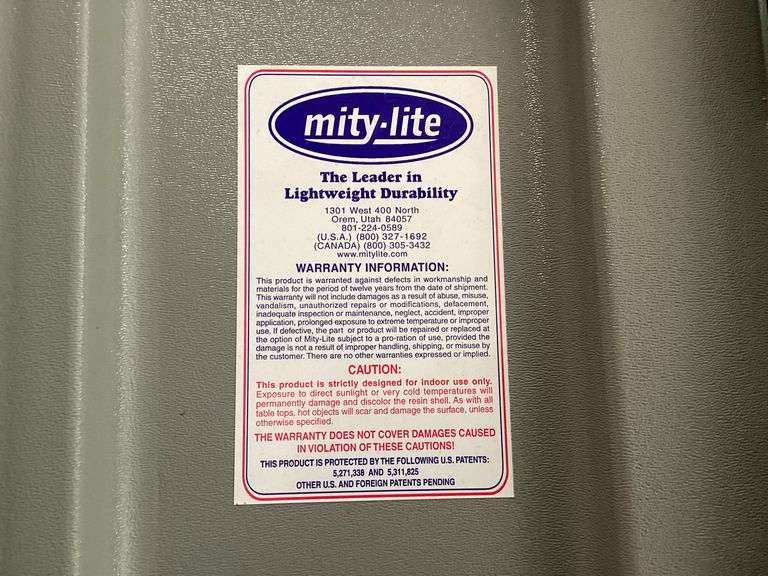 mity-lite
The Leader in
Lightweight Durability
1301 West 400 North
Orem, Utah 84057
801-224-0589
(U.S.A.) (800) 327-1692
(CANADA) (800) 305-3432
www.mitylite.com
WARRANTY INFORMATION:
This product is warranted against defects in workmanship and
materials for the period of twelve years from the date of shipment.
This warranty will not include damages as a result of abuse, misuse,
vandalism, unauthorized repairs or modifications, defacement,
inadequate inspection or maintenance, neglect, accident, improper
application, prolonged exposure to extreme temperature or improper
use. If defective, the part or product will be repaired or replaced at
the option of Mity-Lite subject to a pro-ration of use, provided the
damage is not a result of improper handling, shipping, or misuse by
the customer. There are no other warranties expressed or implied.
CAUTION:
This product is strictly designed for indoor use only.
Exposure to direct sunlight or very cold temperatures will
permanently damage and discolor the resin shell. As with all
table tops, hot objects will scar and damage the surface, unless
otherwise specified.
THE WARRANTY DOES NOT COVER DAMAGES CAUSED
IN VIOLATION OF THESE CAUTIONS!
THIS PRODUCT IS PROTECTED BY THE FOLLOWING U.S. PATENTS:
5,271,338 AND 5,311,825
OTHER U.S. AND FOREIGN PATENTS PENDING